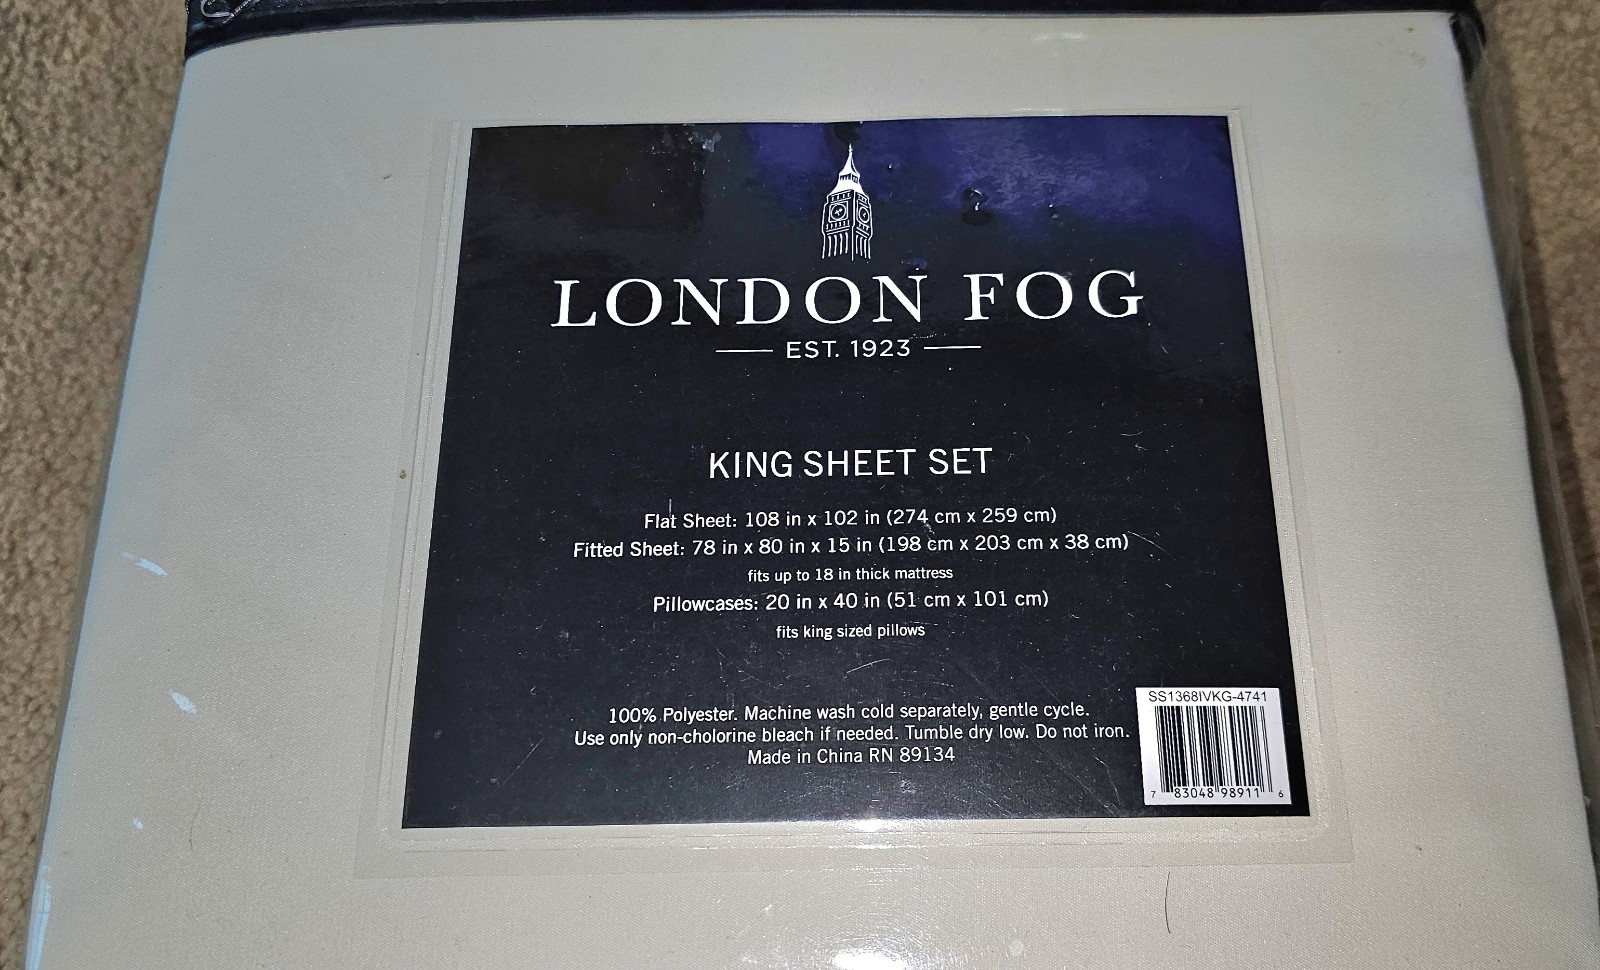 LONDON FOG
EST. 1923
KING SHEET SET
Flat Sheet: 108 in x 102 in (274 cm x 259 cm)
Fitted Sheet: 78 in x 80 in x 15 in (198 cm x 203 cm x 38 cm)
fits up to 18 in thick mattress
Pillowcases: 20 in x 40 in (51 cm x 101 cm)
fits king sized pillows
100% Polyester. Machine wash cold separately, gentle cycle.
Use only non-cholorine bleach if needed. Tumble dry low. Do not iron.
Made in China RN 89134
SS1368IVKG-4741
7 83048 98911 6